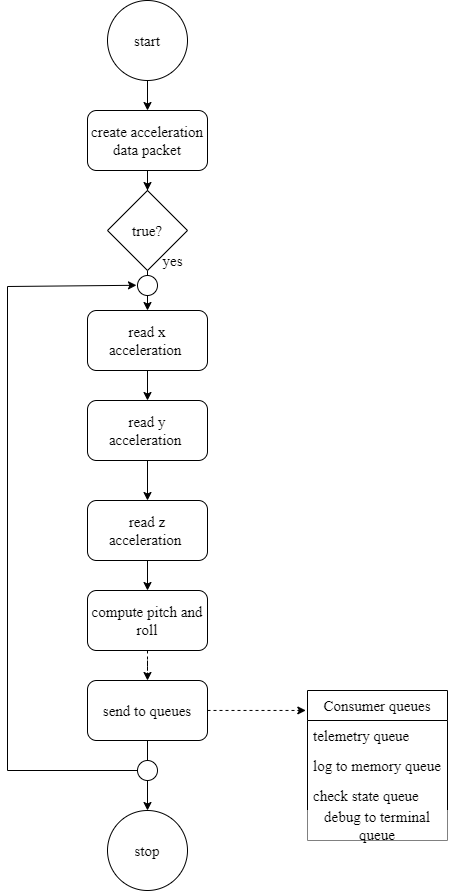 start
create acceleration
data packet
true?
yes
read x
acceleration
read y
acceleration
read z
acceleration
compute pitch and
roll
send to queues
Consumer queues
telemetry queue
log to memory queue
check state queue
debug to terminal
queue
stop